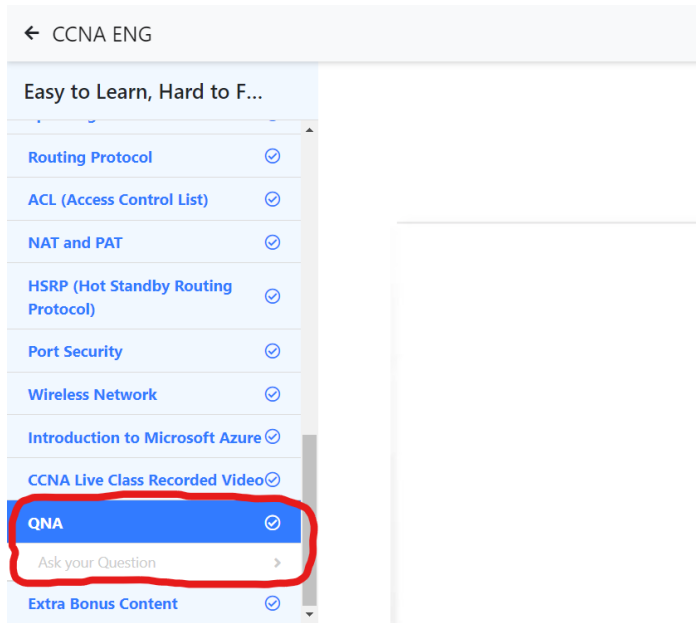 CCNA ENG
Easy to Learn, Hard to F...
Routing Protocol
ACL (Access Control List)
NAT and PAT
HSRP (Hot Standby Routing
Protocol)
Port Security
Wireless Network
Introduction to Microsoft Azure
CCNA Live Class Recorded Video
QNA
Ask your Question
Extra Bonus Content